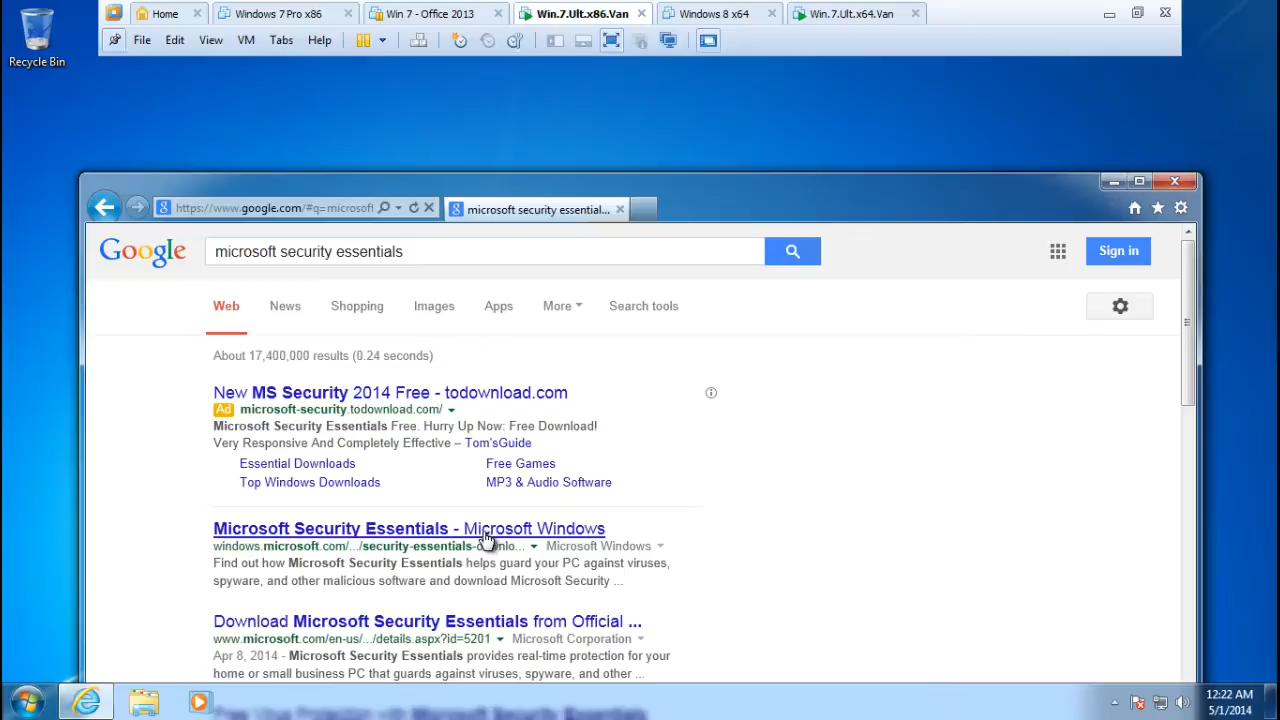 Home
Windows 7 Pro x86
Win 7 - Office 2013
Win.7.Ult.x86.Van
Windows 8 x64
Win.7.Ult.x64.Van
File Edit View VM Tabs Help
Recycle Bin
https://www.google.com/#q=microsoft
microsoft security essential...
Google
microsoft security essentials
Sign in
Web News Shopping Images Apps More Search tools
About 17,400,000 results (0.24 seconds)
New MS Security 2014 Free - todownload.com
Ad microsoft-security.todownload.com/
Microsoft Security Essentials Free. Hurry Up Now: Free Download!
Very Responsive And Completely Effective – Tom'sGuide
Essential Downloads Free Games
Top Windows Downloads MP3 & Audio Software
Microsoft Security Essentials - Microsoft Windows
windows.microsoft.com/.../security-essentials-downlo... Microsoft Windows
Find out how Microsoft Security Essentials helps guard your PC against viruses,
spyware, and other malicious software and download Microsoft Security ...
Download Microsoft Security Essentials from Official ...
www.microsoft.com/en-us/.../details.aspx?id=5201 Microsoft Corporation
Apr 8, 2014 - Microsoft Security Essentials provides real-time protection for your
home or small business PC that guards against viruses, spyware, and other ...
12:22 AM
5/1/2014